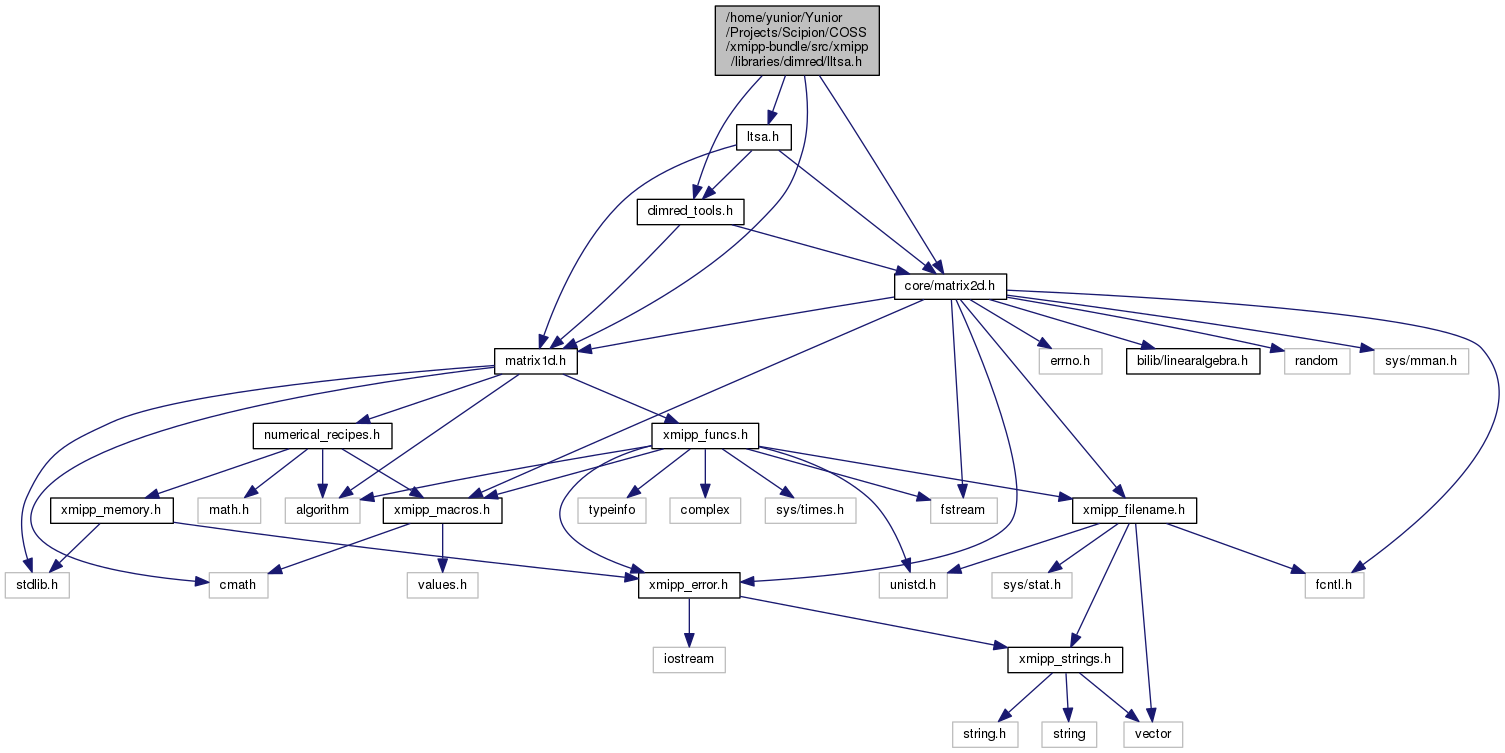 /home/yunior/Yunior
/Projects/Scipion/COSS
/xmipp-bundle/src/xmipp
/libraries/dimred/lltsa.h
ltsa.h
dimred_tools.h
core/matrix2d.h
matrix1d.h
errno.h
bilib/linearalgebra.h
random
sys/mman.h
numerical_recipes.h
xmipp_funcs.h
xmipp_memory.h
math.h
algorithm
xmipp_macros.h
typeinfo
complex
sys/times.h
fstream
xmipp_filename.h
stdlib.h
cmath
values.h
xmipp_error.h
unistd.h
sys/stat.h
fcntl.h
iostream
xmipp_strings.h
string.h
string
vector